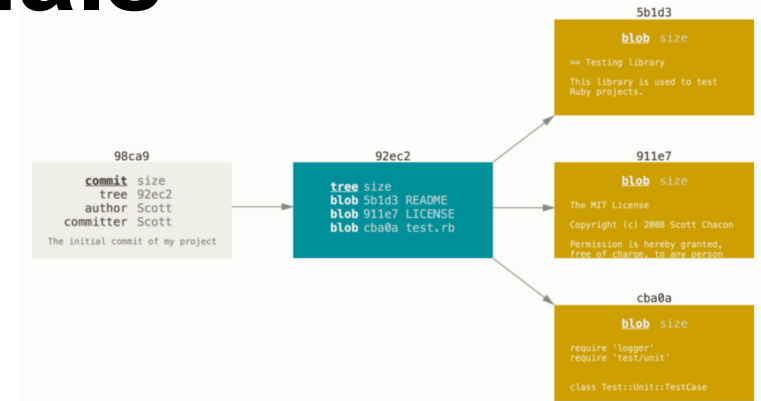 98ca9
commit size
tree 92ec2
author Scott
committer Scott
The initial commit of my project
92ec2
tree size
blob 5b1d3 README
blob 911e7 LICENSE
blob cba0a test.rb
5b1d3
blob size
== Testing library
This library is used to test
Ruby projects.
911e7
blob size
The MIT License
Copyright (c) 2008 Scott Chacon
Permission is hereby granted,
free of charge, to any person
cba0a
blob size
require 'logger'
require 'test/unit'
class Test::Unit::TestCase